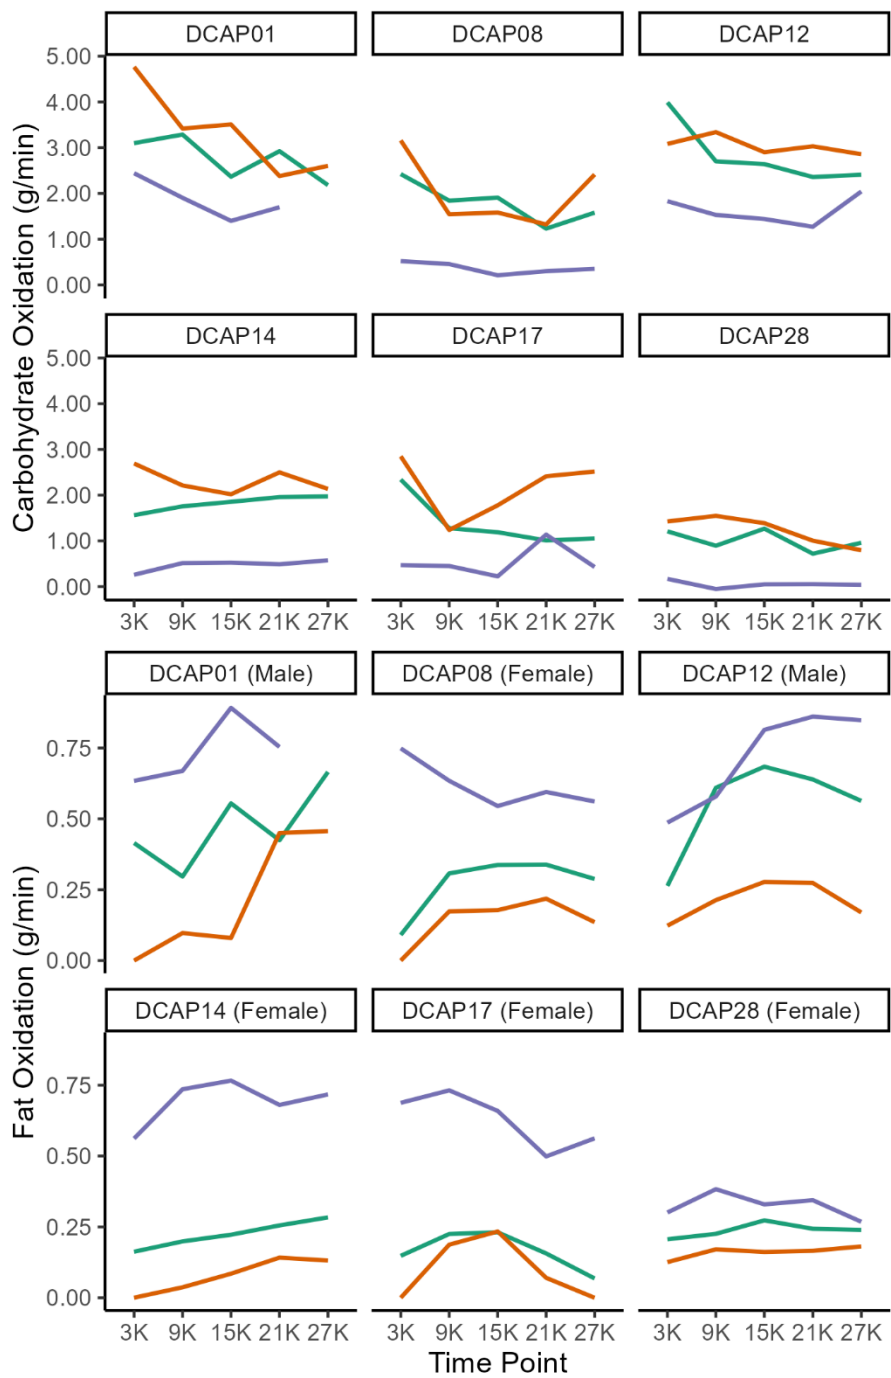 DCAP01 DCAP08 DCAP12
5.00
4.00
3.00
2.00
1.00
0.00
Carbohydrate Oxidation (g/min)
DCAP14 DCAP17 DCAP28
5.00
4.00
3.00
2.00
1.00
0.00
3K 9K 15K 21K 27K 3K 9K 15K 21K 27K 3K 9K 15K 21K 27K
DCAP01 (Male) DCAP08 (Female) DCAP12 (Male)
0.75
0.50
0.25
0.00
Fat Oxidation (g/min)
DCAP14 (Female) DCAP17 (Female) DCAP28 (Female)
0.75
0.50
0.25
0.00
3K 9K 15K 21K 27K 3K 9K 15K 21K 27K 3K 9K 15K 21K 27K
Time Point